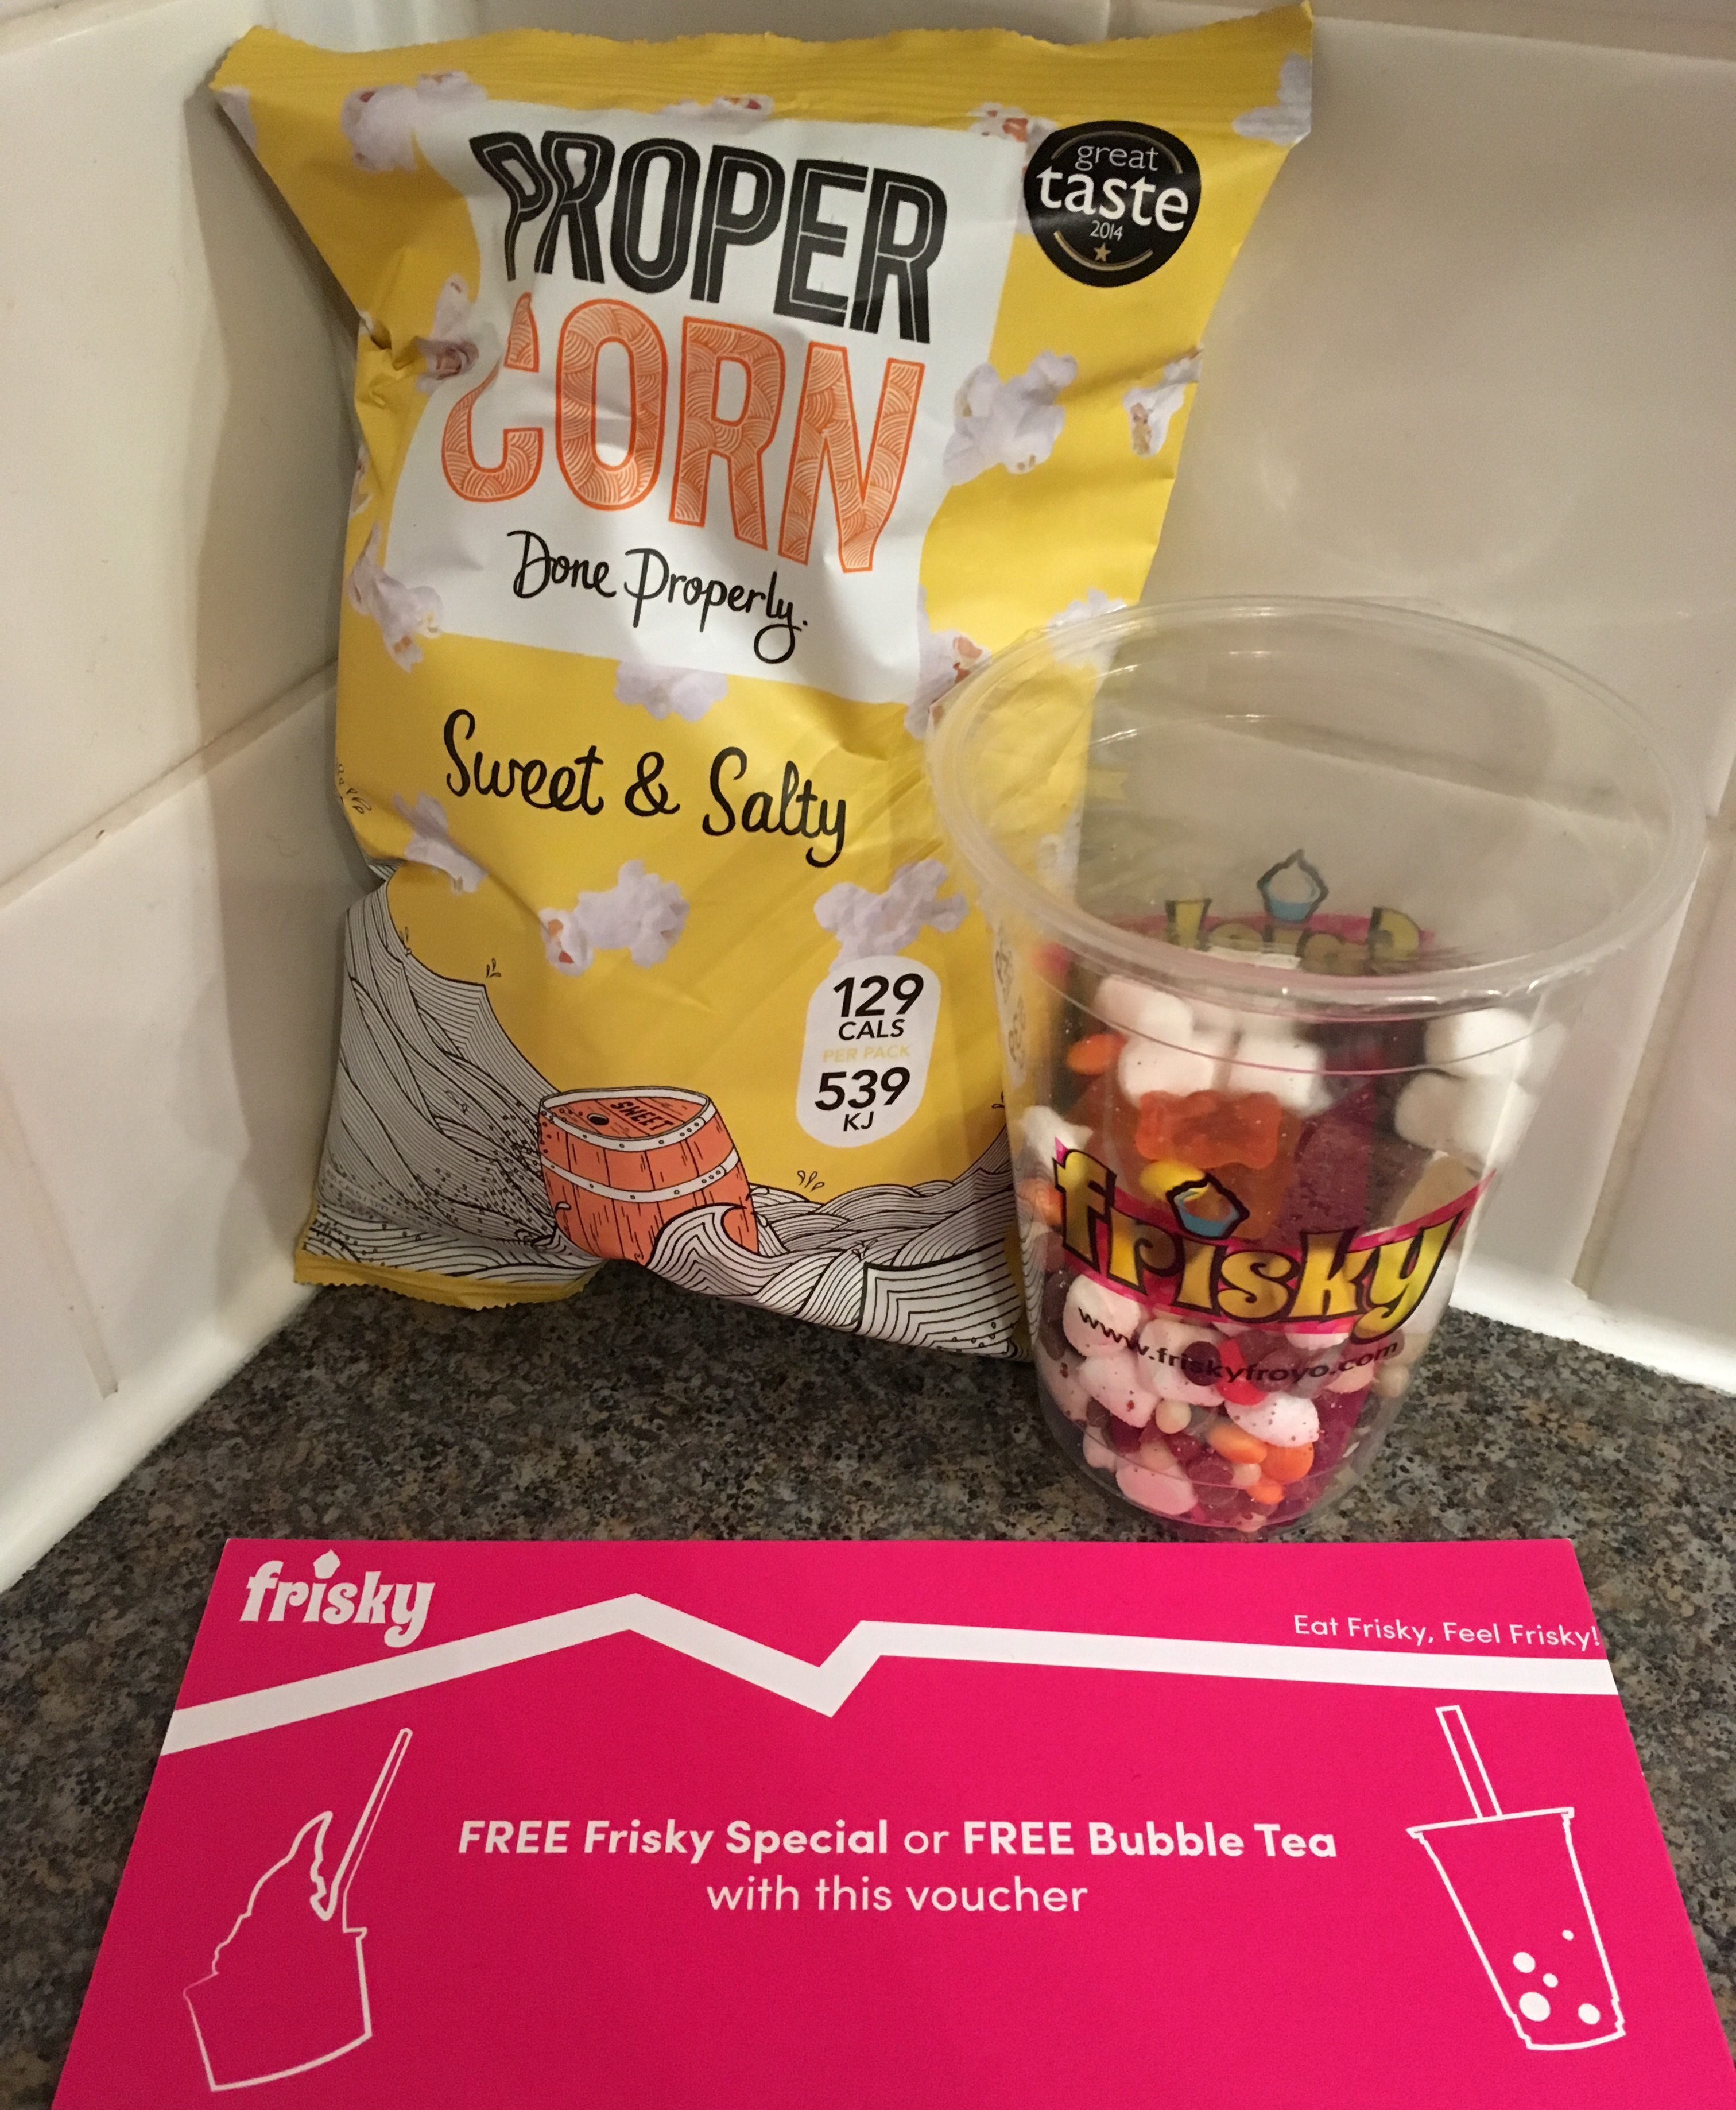 PROPER
CORN
Done Properly.
great
taste
2014
Sweet & Salty
129
CALS
PER PACK
539
KJ
SWEET
frisky
www.friskyfroyo.com
frisky
Eat Frisky, Feel Frisky!
FREE Frisky Special or FREE Bubble Tea
with this voucher